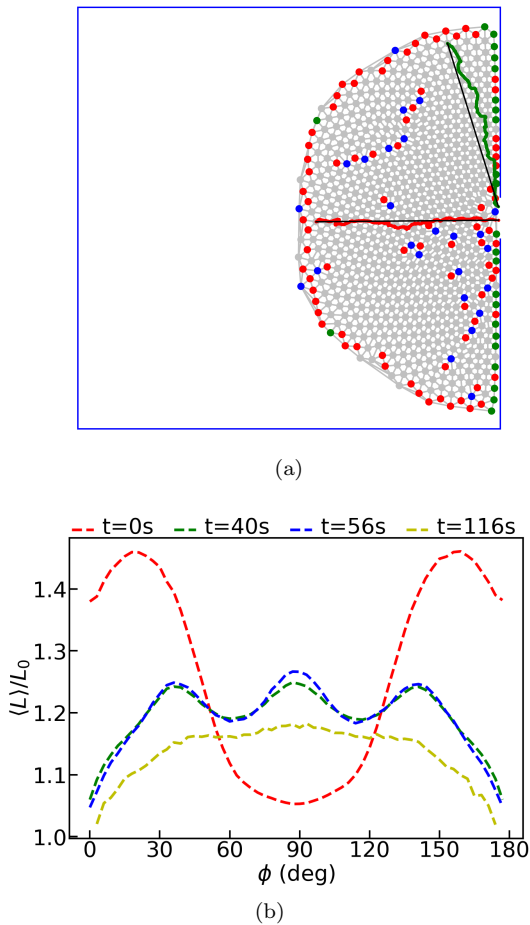 (a)
t=0s t=40s t=56s t=116s
1.4
1.3
1.2
1.1
1.0
⟨L⟩/L₀
0 30 60 90 120 150 180
ϕ (deg)
(b)